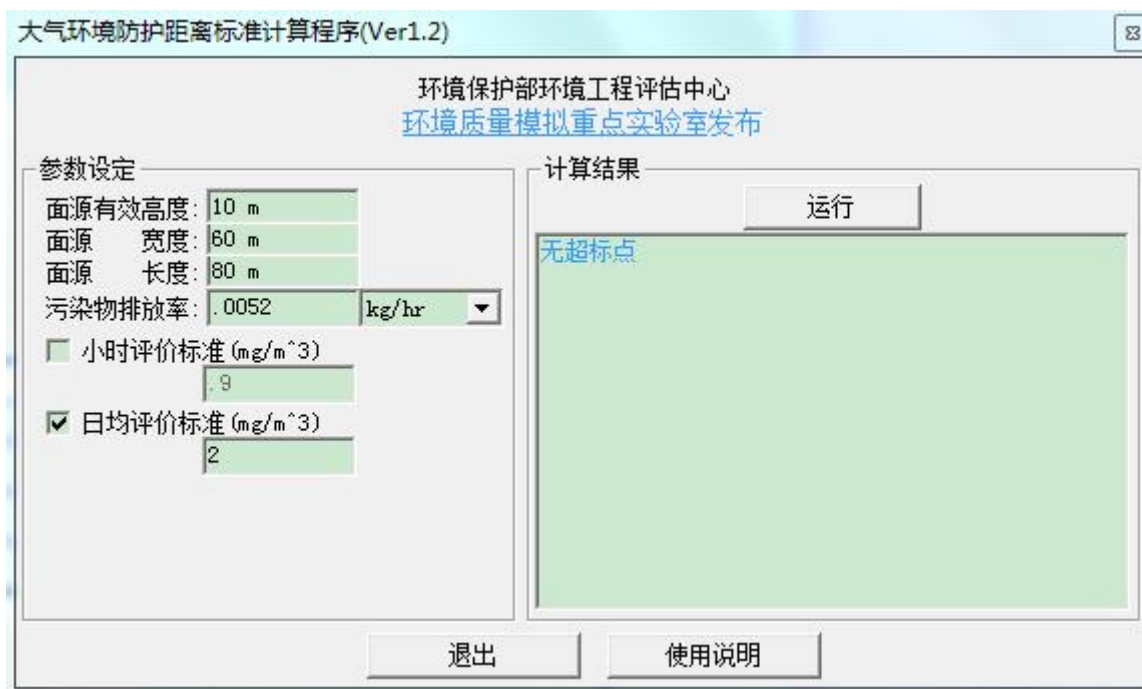 大气环境防护距离标准计算程序(Ver1.2)
环境保护部环境工程评估中心
环境质量模拟重点实验室发布
参数设定
面源有效高度: 10 m
面源 宽度: 60 m
面源 长度: 80 m
污染物排放率: .0052 kg/hr
小时评价标准(mg/m^3)
.9
日均评价标准(mg/m^3)
2
计算结果
运行
无超标点
退出 使用说明